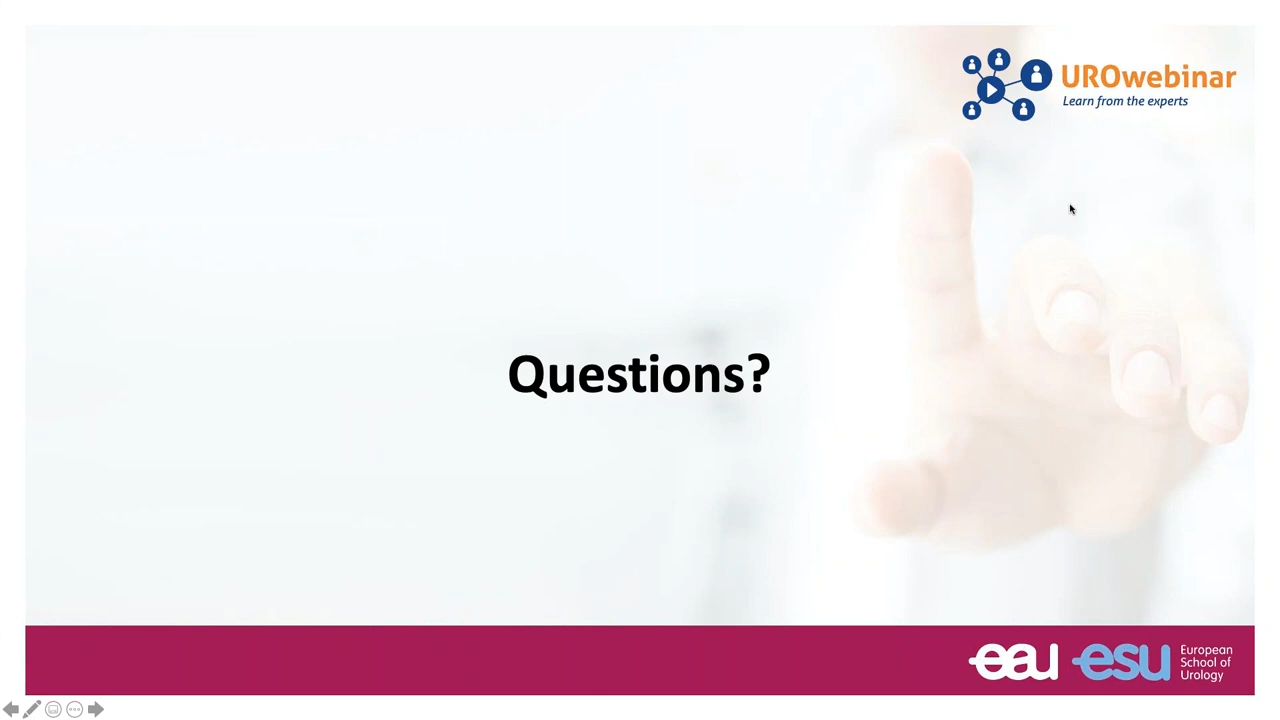 UROwebinar
Learn from the experts
Questions?
eau esu European
School of
Urology